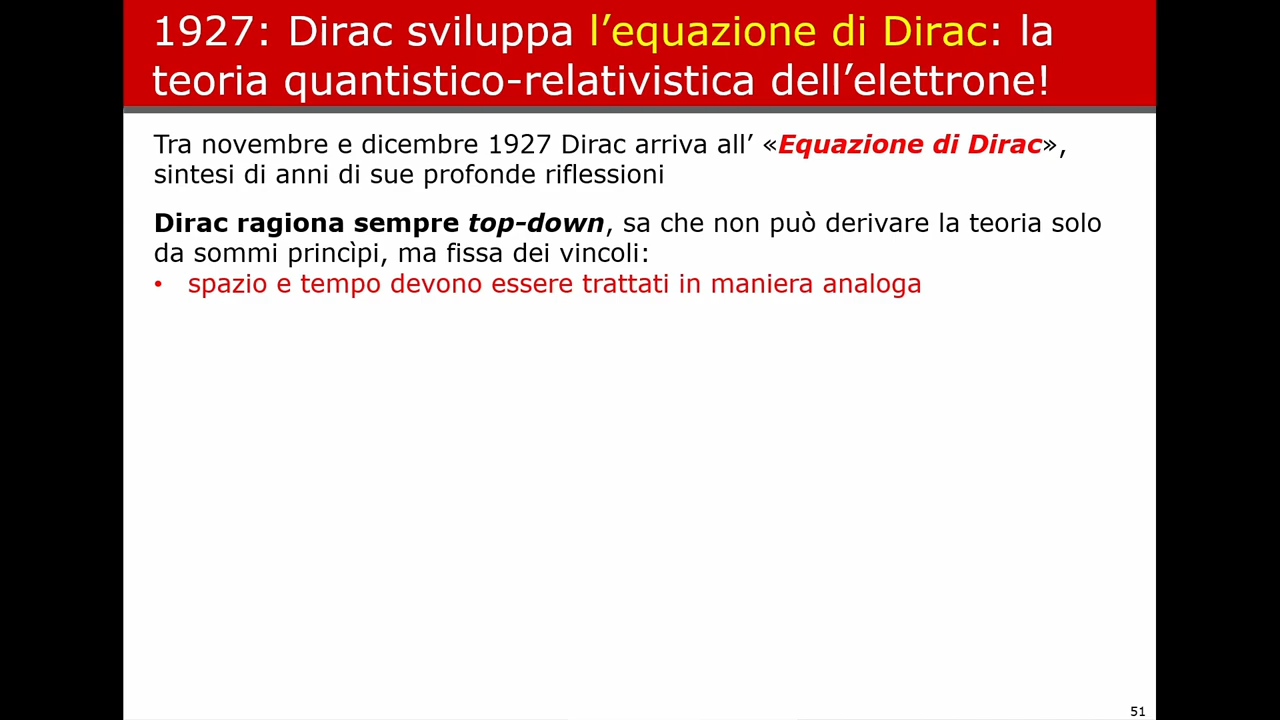 1927: Dirac sviluppa l’equazione di Dirac: la
teoria quantistico-relativistica dell’elettrone!
Tra novembre e dicembre 1927 Dirac arriva all’ «Equazione di Dirac»,
sintesi di anni di sue profonde riflessioni
Dirac ragiona sempre top-down, sa che non può derivare la teoria solo
da sommi princìpi, ma fissa dei vincoli:
• spazio e tempo devono essere trattati in maniera analoga
51